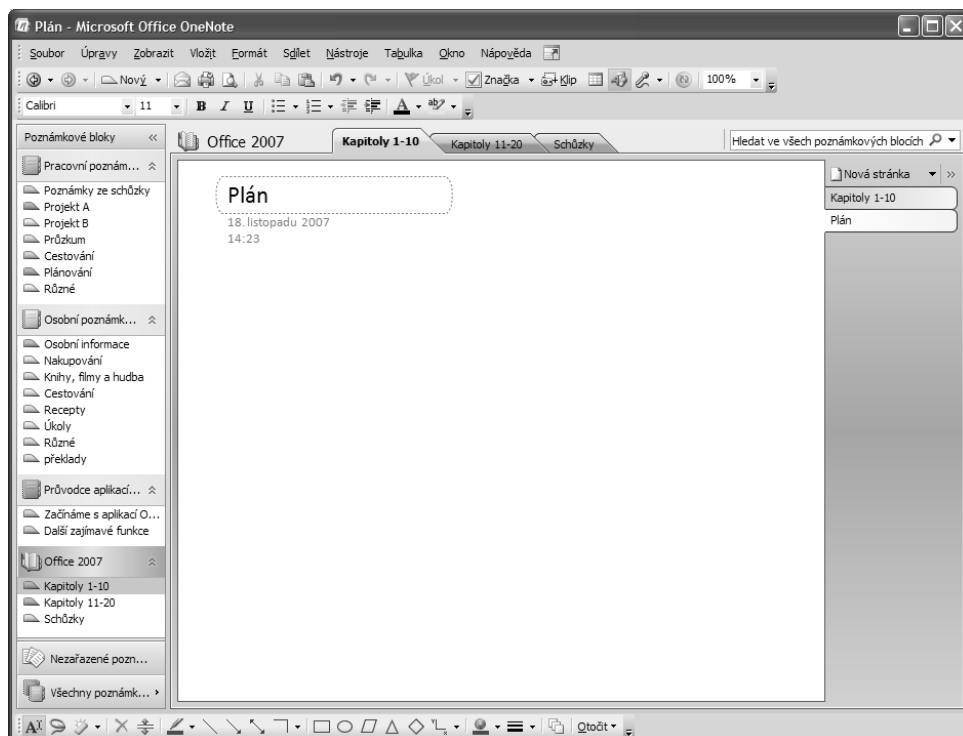 Plán - Microsoft Office OneNote
Soubor Úpravy Zobrazit Vložit Formát Sdílet Nástroje Tabulka Okno Nápověda
Nový Úkol Značka Klip 100%
Calibri 11 B I U A ab
Poznámkové bloky «
Pracovní poznám...
Poznámky ze schůzky
Projekt A
Projekt B
Průzkum
Cestování
Plánování
Různé
Osobní poznámk...
Osobní informace
Nakupování
Knihy, filmy a hudba
Cestování
Recepty
Úkoly
Různé
překlady
Průvodce aplikací...
Začínáme s aplikací O...
Další zajímavé funkce
Office 2007
Kapitoly 1-10
Kapitoly 11-20
Schůzky
Nezařazené pozn...
Všechny poznámk...
Office 2007 Kapitoly 1-10 Kapitoly 11-20 Schůzky
Hledat ve všech poznámkových blocích
Plán
18. listopadu 2007
14:23
Nová stránka »
Kapitoly 1-10
Plán
Otočit